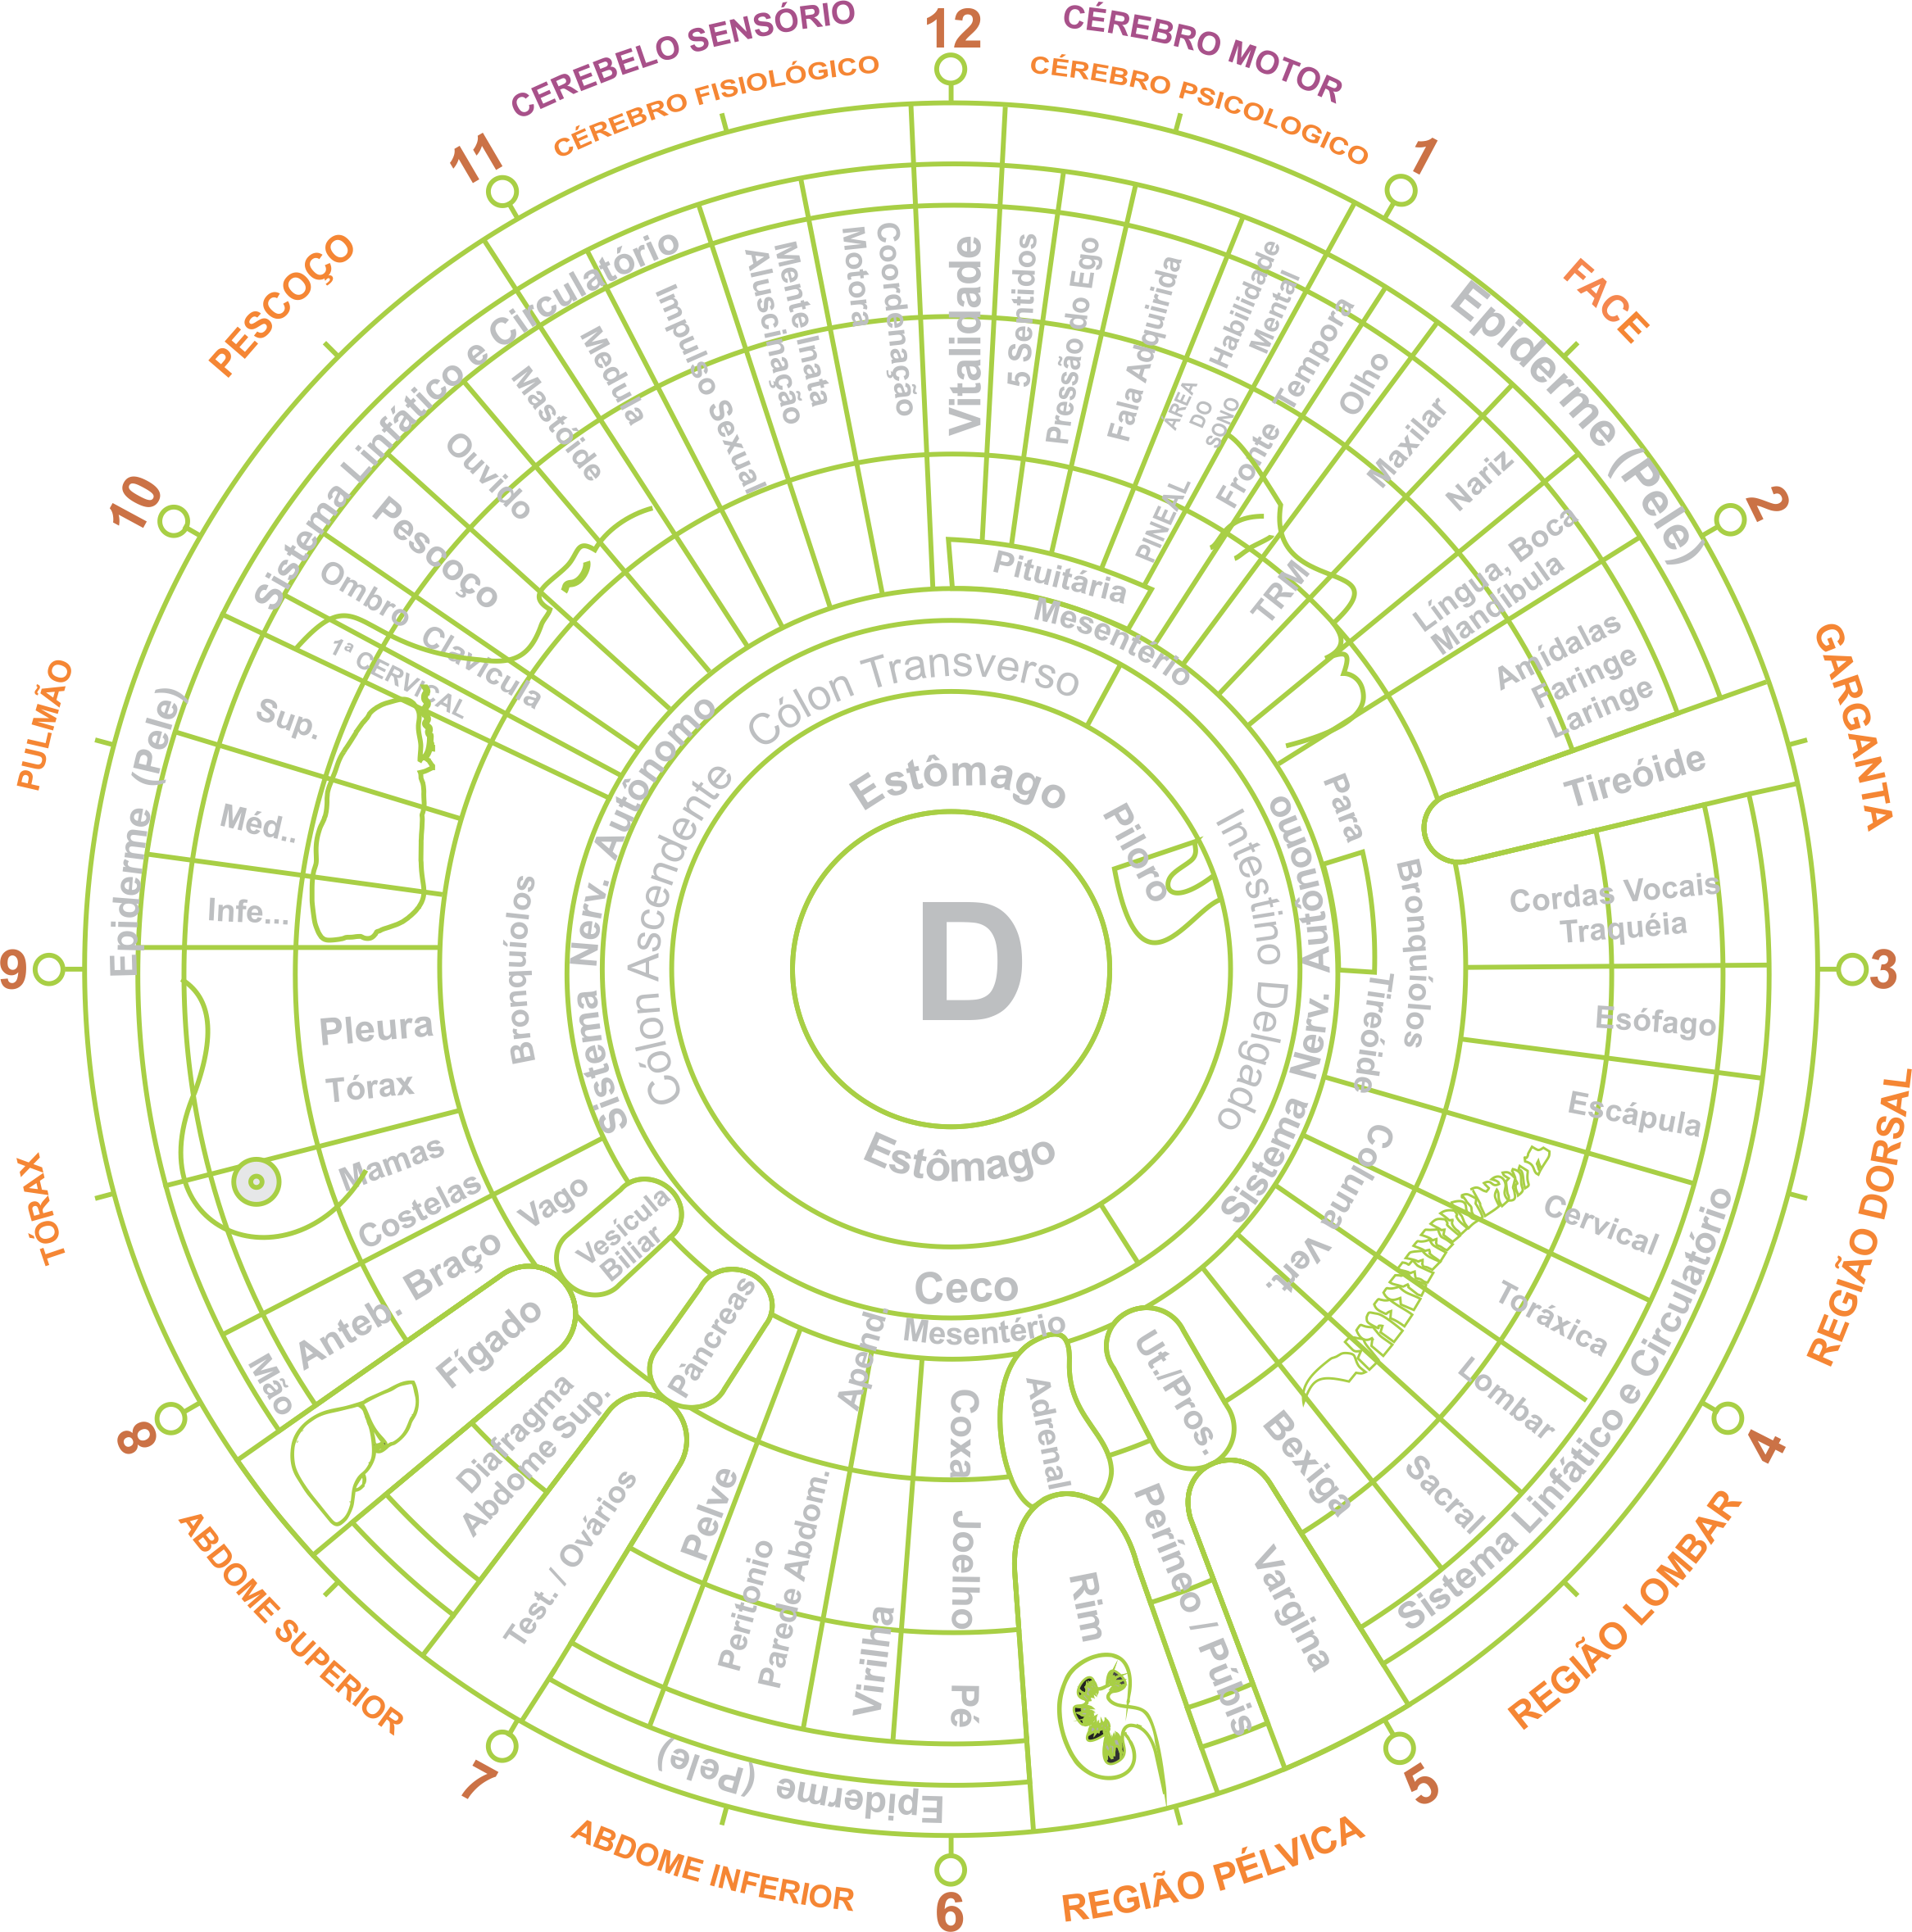 12
CEREBELO SENSÓRIO
CÉREBRO FISIOLÓGICO
CÉREBRO MOTOR
CÉREBRO PSICOLOGICO
1
FACE
2
GARGANTA
3
REGIÃO DORSAL
4
REGIÃO LOMBAR
5
REGIÃO PÉLVICA
6
ABDOME INFERIOR
7
ABDOME SUPERIOR
8
TÓRAX
9
PULMÃO
10
PESCOÇO
11
Vitalidade
5 Sentidos
Pressão do Ego
Fala Adquirida
Habilidade
Mental
ÁREA
DO
SONO
PINEAL
Pituitária
Mesentério
Fronte
Tempora
Olho
TRM
Maxilar
Nariz
Língua, Boca
Mandíbula
Amídalas
Faringe
Laringe
Epiderme (Pele)
Tireóide
Para
Tireóide
Bronquíolos
Cordas Vocais
Traquéia
Esófago
Escápula
Coluna Vert.
Cervical
Toráxica
Lombar
Sacral
Sistema Linfático e Circulatório
Bexiga
Vargina
Ut./Pros.
Períneo / Púbis
Adrenal
Rim
Mesentério
Coxa
Joelho
Pé
Apend
Virilha
Peritonio
Parede Abdom.
Pelve
Epiderme (Pele)
Test. / Ovários
Pâncreas
Diafragma
Abdome Sup.
Fígado
Vesícula
Biliar
Vago
Anteb. Braço
Mão
Costelas
Mamas
Tórax
Pleura
Bronquíolos
Infe...
Méd..
Sup.
Epiderme (Pele)
1ª CERVICAL
Ombro Clavícula
Pesdoço
Ouvido
Mastóide
Medula
Sistema Linfático e Circulatório
Impulso Sexual
Mente Inata
Aluscinação
Coordenação
Motora
Sistema Nerv. Autônomo
Sistema Nerv. Autônomo
Cólon Transverso
Cólon Ascendente
Intestino Delgado
Ceco
Estômago
Piloro
D
Estômago